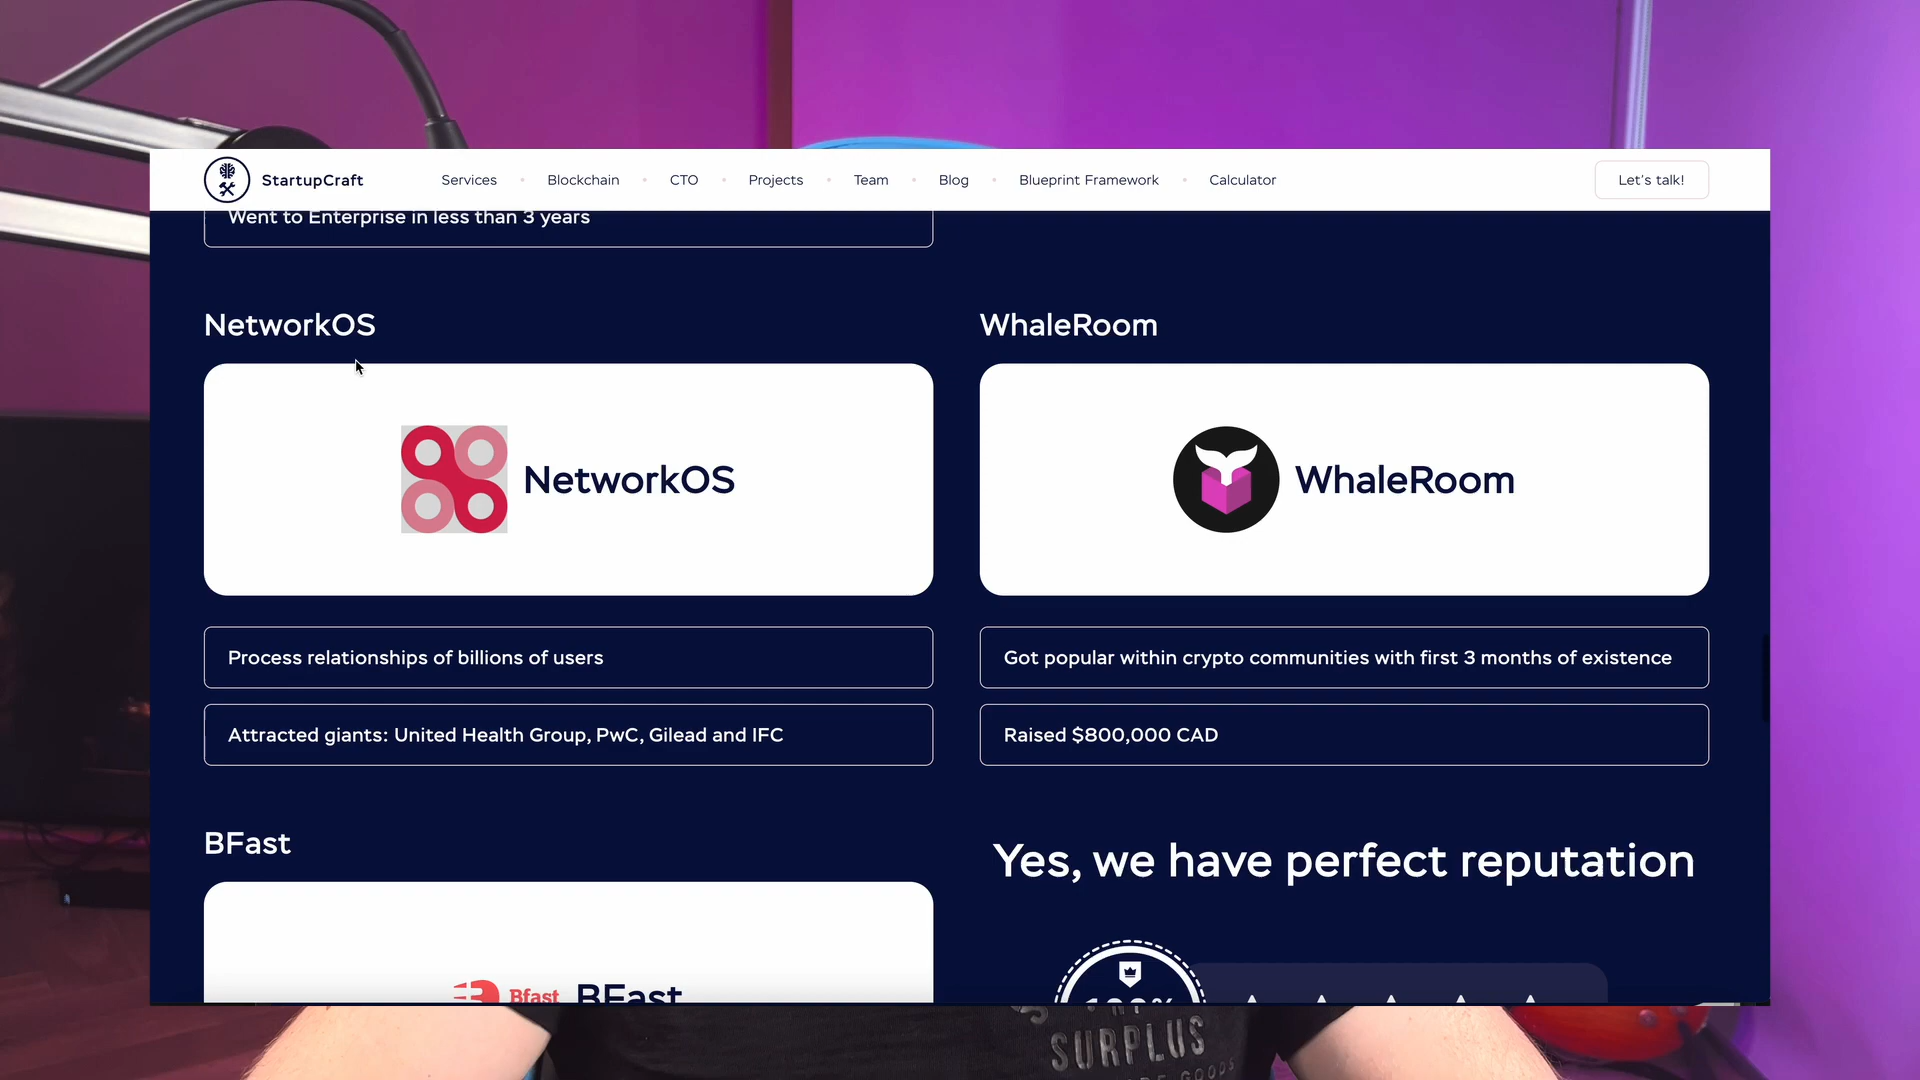 StartupCraft
Services
Blockchain
CTO
Projects
Team
Blog
Blueprint Framework
Calculator
Let's talk!
Went to Enterprise in less than 3 years
NetworkOS
WhaleRoom
NetworkOS
WhaleRoom
Process relationships of billions of users
Got popular within crypto communities with first 3 months of existence
Attracted giants: United Health Group, PwC, Gilead and IFC
Raised $800,000 CAD
BFast
Yes, we have perfect reputation
Bfast
BFast
100%
SURPLUS
GOODS